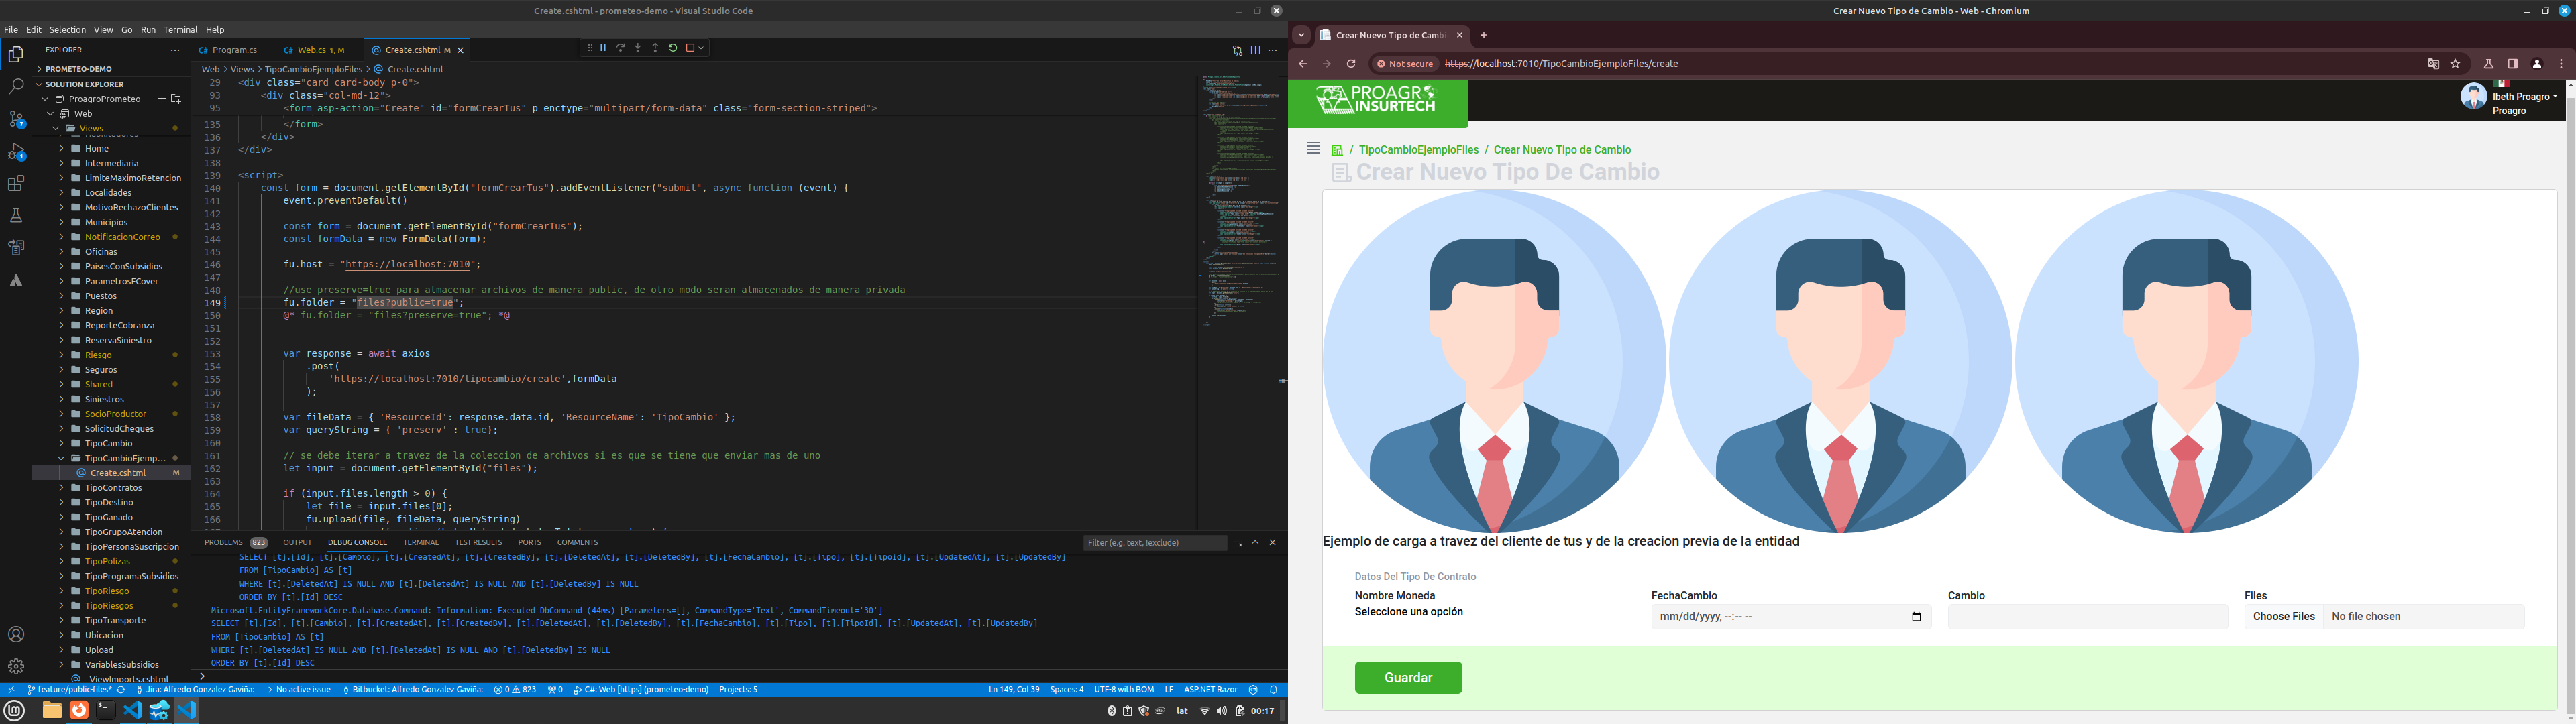 Create.cshtml - prometeo-demo - Visual Studio Code
File Edit Selection View Go Run Terminal Help
EXPLORER
PROMETEO-DEMO
SOLUTION EXPLORER
ProagroPrometeo
Web
Views
Home
Intermediaria
LimiteMaximoRetencion
Localidades
MotivoRechazoClientes
Municipios
NotificacionCorreo
Oficinas
PaisesConSubsidios
ParametrosFCover
Puestos
Region
ReporteCobranza
ReservaSiniestro
Riesgo
Seguros
Shared
Siniestros
SocioProductor
SolicitudCheques
TipoCambio
TipoCambioEjemp...
Create.cshtml M
TipoContratos
TipoDestino
TipoGanado
TipoGrupoAtencion
TipoPersonaSuscripcion
TipoPolizas
TipoProgramaSubsidios
TipoRiesgo
TipoRiesgos
TipoTransporte
Ubicacion
Upload
VariablesSubsidios
_ViewImports.cshtml
7
1
C# Program.cs
C# Web.cs 1, M
Create.cshtml M
Web > Views > TipoCambioEjemploFiles > Create.cshtml
29 <div class="card card-body p-0">
93 <div class="col-md-12">
95 <form asp-action="Create" id="formCrearTus" p enctype="multipart/form-data" class="form-section-striped">
135 </form>
136 </div>
137 </div>
138
139 <script>
140 const form = document.getElementById("formCrearTus").addEventListener("submit", async function (event) {
141 event.preventDefault()
142
143 const form = document.getElementById("formCrearTus");
144 const formData = new FormData(form);
145
146 fu.host = "https://localhost:7010";
147
148 //use preserve=true para almacenar archivos de manera public, de otro modo seran almacenados de manera privada
149 fu.folder = "files?public=true";
150 @* fu.folder = "files?preserve=true"; *@
151
152
153 var response = await axios
154 .post(
155 'https://localhost:7010/tipocambio/create',formData
156 );
157
158 var fileData = { 'ResourceId': response.data.id, 'ResourceName': 'TipoCambio' };
159 var queryString = { 'preserv' : true};
160
161 // se debe iterar a travez de la coleccion de archivos si es que se tiene que enviar mas de uno
162 let input = document.getElementById("files");
163
164 if (input.files.length > 0) {
165 let file = input.files[0];
166 fu.upload(file, fileData, queryString)
PROBLEMS 823 OUTPUT DEBUG CONSOLE TERMINAL TEST RESULTS PORTS COMMENTS
Filter (e.g. text, !exclude)
SELECT [t].[Id], [t].[Cambio], [t].[CreatedAt], [t].[CreatedBy], [t].[DeletedAt], [t].[DeletedBy], [t].[FechaCambio], [t].[Tipo], [t].[TipoId], [t].[UpdatedAt], [t].[UpdatedBy]
FROM [TipoCambio] AS [t]
WHERE [t].[DeletedAt] IS NULL AND [t].[DeletedAt] IS NULL AND [t].[DeletedBy] IS NULL
ORDER BY [t].[Id] DESC
Microsoft.EntityFrameworkCore.Database.Command: Information: Executed DbCommand (44ms) [Parameters=[], CommandType='Text', CommandTimeout='30']
SELECT [t].[Id], [t].[Cambio], [t].[CreatedAt], [t].[CreatedBy], [t].[DeletedAt], [t].[DeletedBy], [t].[FechaCambio], [t].[Tipo], [t].[TipoId], [t].[UpdatedAt], [t].[UpdatedBy]
FROM [TipoCambio] AS [t]
WHERE [t].[DeletedAt] IS NULL AND [t].[DeletedAt] IS NULL AND [t].[DeletedBy] IS NULL
ORDER BY [t].[Id] DESC
feature/public-files* Jira: Alfredo Gonzalez Gaviña: No active issue Bitbucket: Alfredo Gonzalez Gaviña: 0 823 0 C#: Web [https] (prometeo-demo) Projects: 5
Ln 149, Col 39 Spaces: 4 UTF-8 with BOM LF ASP.NET Razor
lat 00:17
Crear Nuevo Tipo de Cambio - Web - Chromium
Crear Nuevo Tipo de Cambi
Not secure https://localhost:7010/TipoCambioEjemploFiles/create
PROAGRO
INSURTECH
Ibeth Proagro
Proagro
/ TipoCambioEjemploFiles / Crear Nuevo Tipo de Cambio
Crear Nuevo Tipo De Cambio
Ejemplo de carga a travez del cliente de tus y de la creacion previa de la entidad
Datos Del Tipo De Contrato
Nombre Moneda
Seleccione una opción
FechaCambio
mm/dd/yyyy, --:-- --
Cambio
Files
Choose Files No file chosen
Guardar